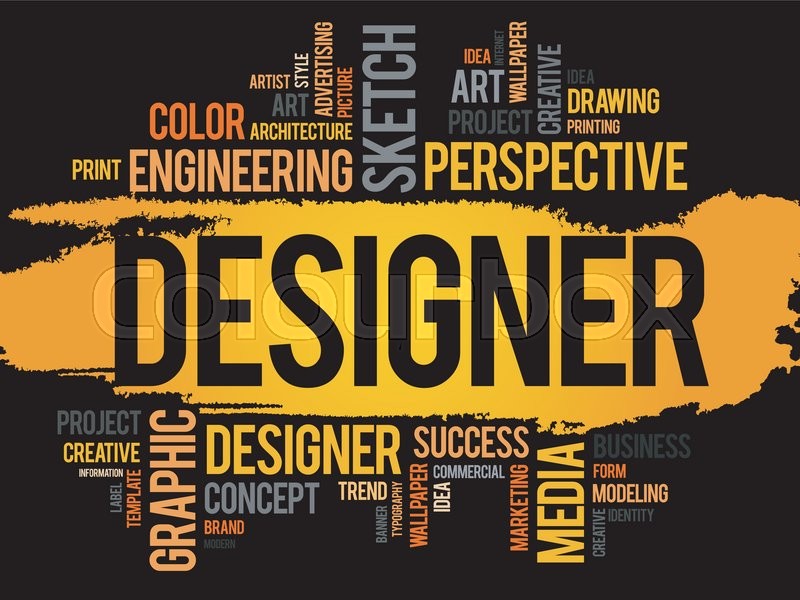 ARTIST
STYLE
ART
ADVERTISING
PICTURE
COLOR
ARCHITECTURE
PRINT
ENGINEERING
SKETCH
IDEA
INTERNET
WALLPAPER
ART
CREATIVE
IDEA
DRAWING
PROJECT
PRINTING
PERSPECTIVE
DESIGNER
colourbox
PROJECT
CREATIVE
INFORMATION
LABEL
TEMPLATE
GRAPHIC
DESIGNER
CONCEPT
BRAND
MODERN
TREND
BANNER
TYPOGRAPHY
SUCCESS
WALLPAPER
IDEA
COMMERCIAL
MARKETING
MEDIA
BUSINESS
FORM
MODELING
CREATIVE
IDENTITY